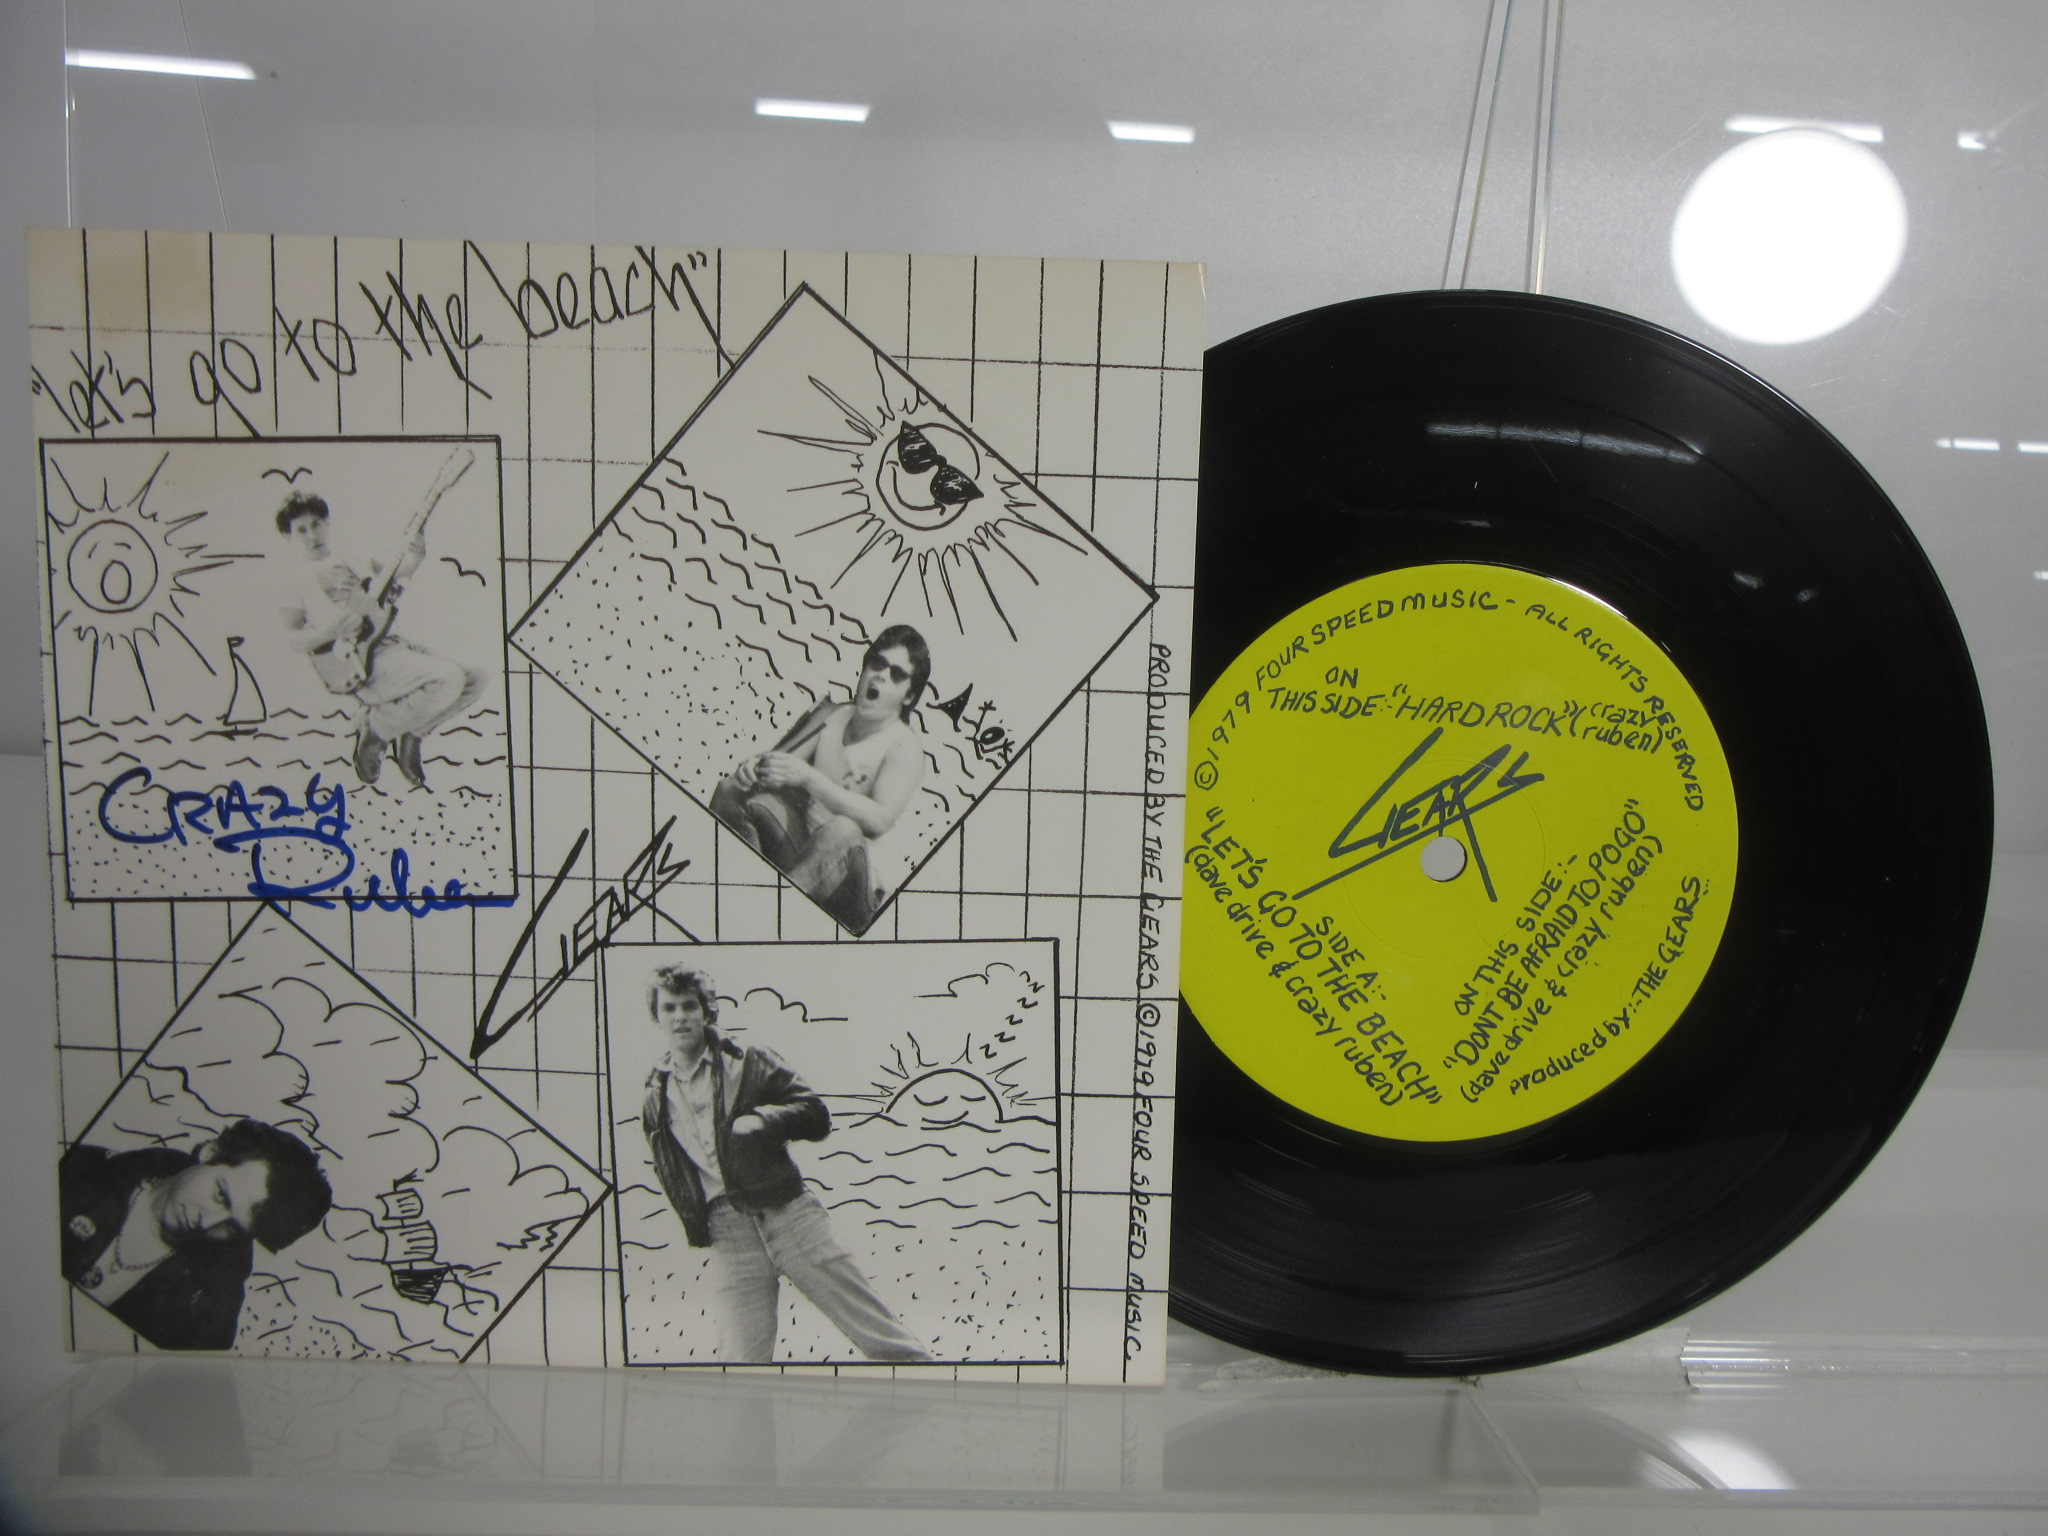 "let's go to the beach"
CRAZY
Ruben
GEARS
PRODUCED BY THE GEARS © 1979 FOUR SPEED MUSIC.
zzzzzz
© 1979 FOUR SPEED MUSIC - ALL RIGHTS RESERVED
ON
THIS SIDE:- "HARD ROCK" (crazy
ruben)
GEARS
SIDE A:-
"LET'S GO TO THE BEACH"
(dave drive & crazy ruben)
ON THIS SIDE:-
"DONT BE AFRAID TO POGO"
(dave drive & crazy ruben)
produced by:- THE GEARS...